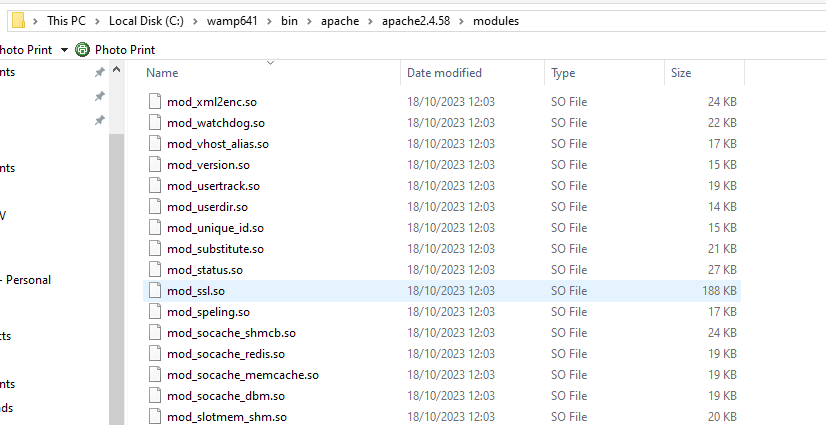 This PC > Local Disk (C:) > wamp641 > bin > apache > apache2.4.58 > modules
hoto Print Photo Print
nts Name Date modified Type Size
mod_xml2enc.so 18/10/2023 12:03 SO File 24 KB
mod_watchdog.so 18/10/2023 12:03 SO File 22 KB
mod_vhost_alias.so 18/10/2023 12:03 SO File 17 KB
nts mod_version.so 18/10/2023 12:03 SO File 15 KB
mod_usertrack.so 18/10/2023 12:03 SO File 19 KB
V mod_userdir.so 18/10/2023 12:03 SO File 14 KB
mod_unique_id.so 18/10/2023 12:03 SO File 15 KB
mod_substitute.so 18/10/2023 12:03 SO File 21 KB
- Personal mod_status.so 18/10/2023 12:03 SO File 27 KB
mod_ssl.so 18/10/2023 12:03 SO File 188 KB
mod_speling.so 18/10/2023 12:03 SO File 17 KB
cts mod_socache_shmcb.so 18/10/2023 12:03 SO File 24 KB
mod_socache_redis.so 18/10/2023 12:03 SO File 19 KB
nts mod_socache_memcache.so 18/10/2023 12:03 SO File 19 KB
mod_socache_dbm.so 18/10/2023 12:03 SO File 19 KB
ds mod_slotmem_shm.so 18/10/2023 12:03 SO File 20 KB